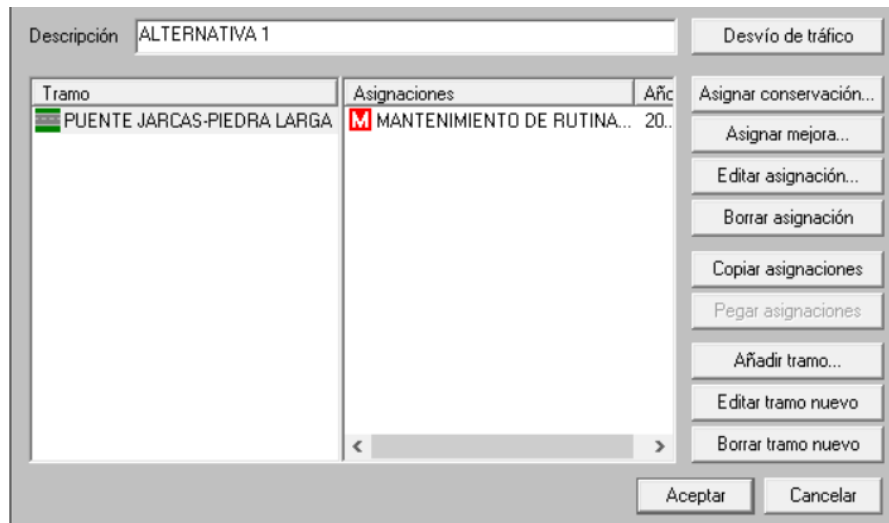 Descripción ALTERNATIVA 1
Desvío de tráfico
Tramo Asignaciones Añc
PUENTE JARCAS-PIEDRA LARGA M MANTENIMIENTO DE RUTINA... 20..
Asignar conservación...
Asignar mejora...
Editar asignación...
Borrar asignación
Copiar asignaciones
Pegar asignaciones
Añadir tramo...
Editar tramo nuevo
Borrar tramo nuevo
Aceptar Cancelar